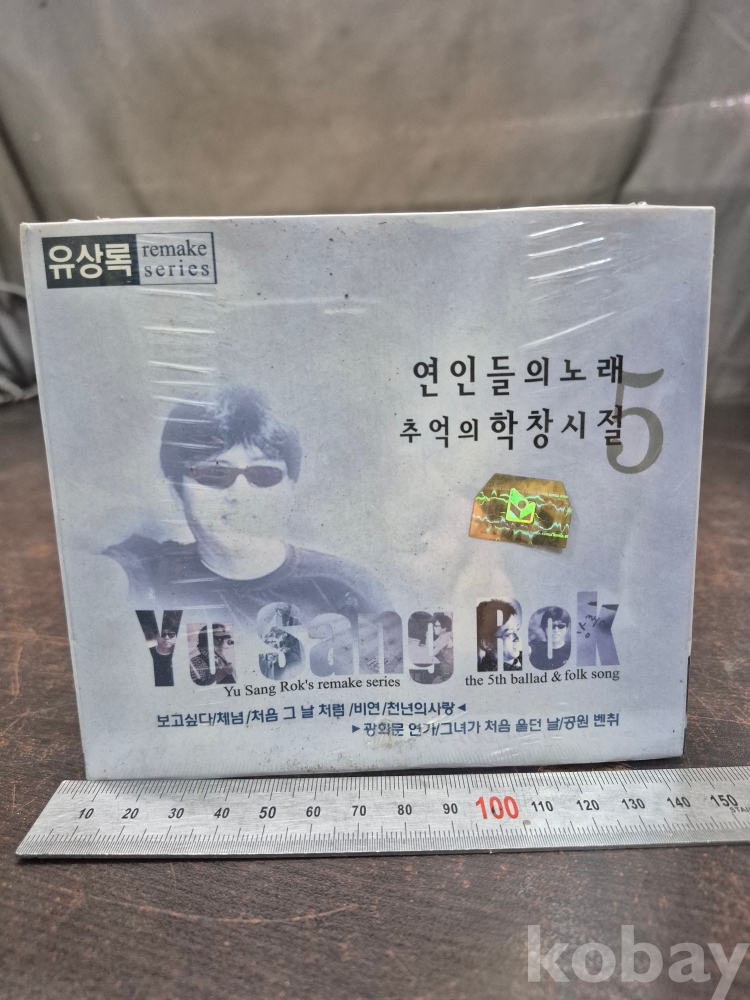 유상록
remake
series
연인들의노래
추억의학창시절
5
Yu Sang Rok
Yu Sang Rok's remake series the 5th ballad & folk song
보고싶다/체념/처음 그 날 처럼/비연/천년의사랑◀
▶광화문 연가/그녀가 처음 울던 날/공원 벤취
10 20 30 40 50 60 70 80 90 100 110 120 130 140 150
kobay